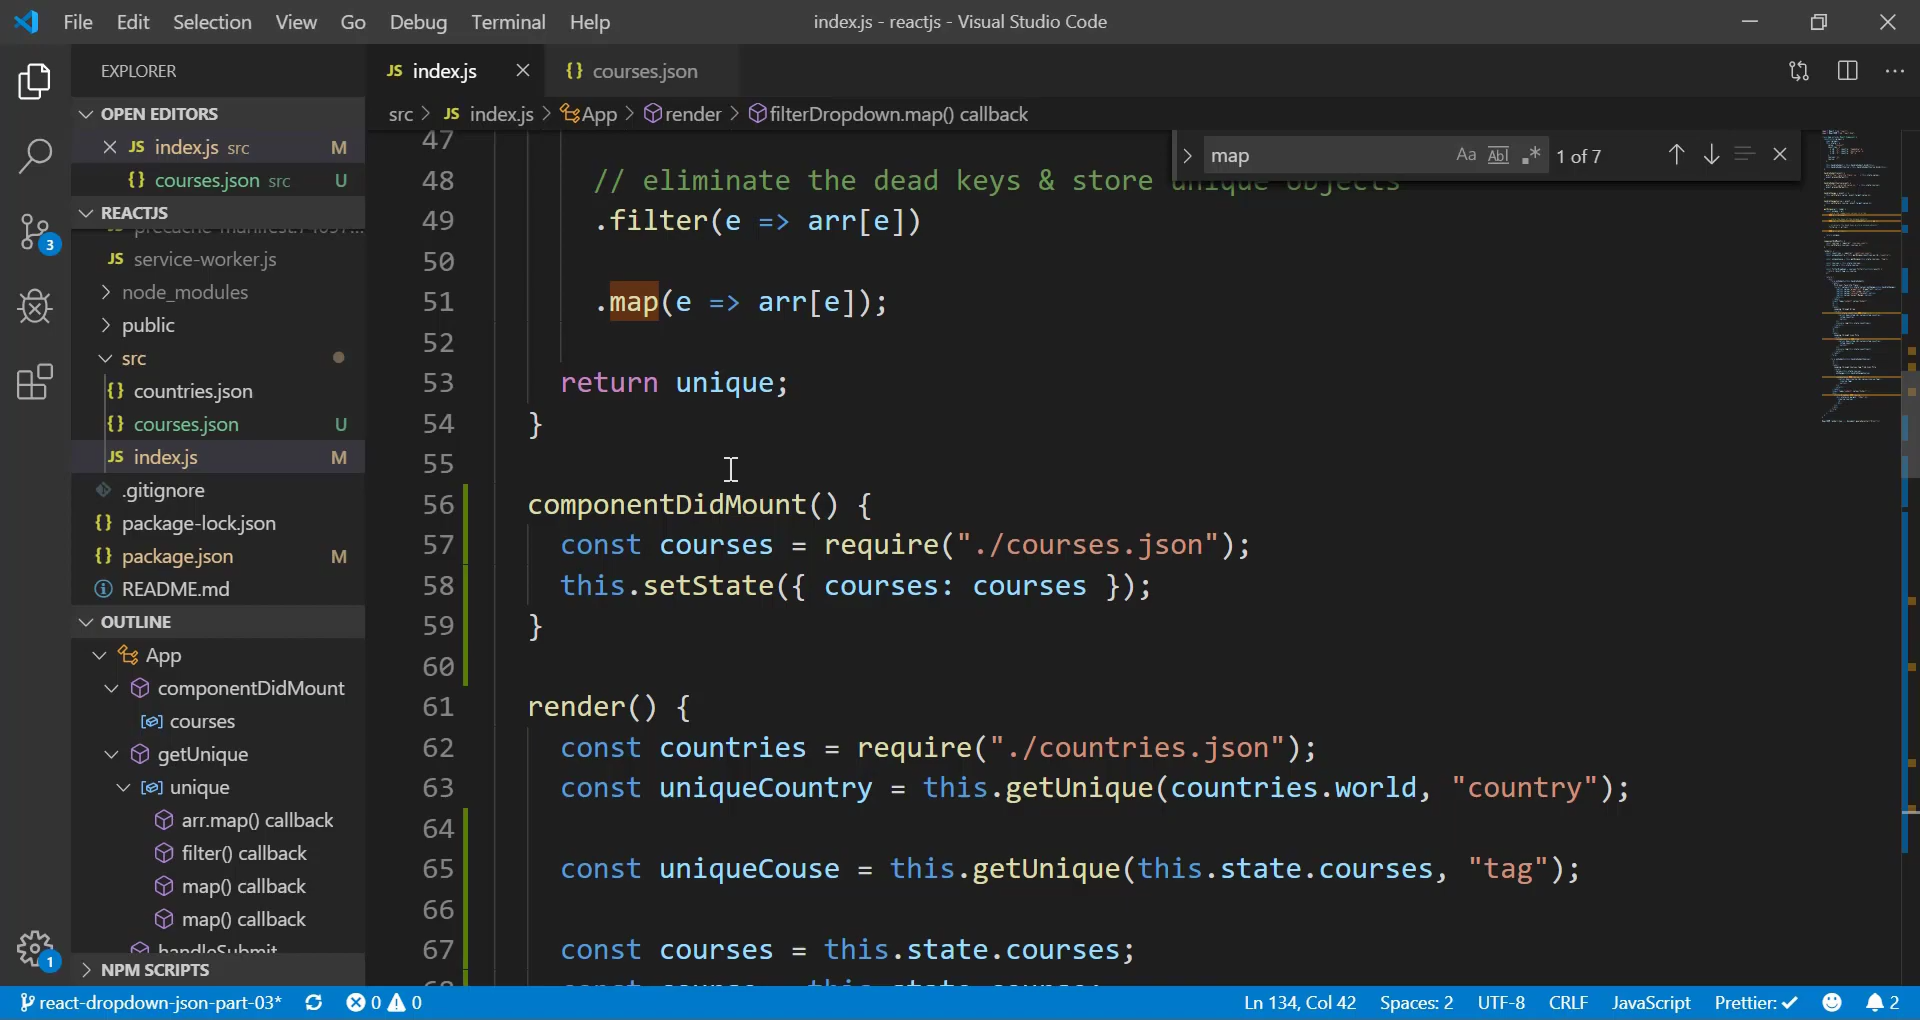 File Edit Selection View Go Debug Terminal Help index.js - reactjs - Visual Studio Code
EXPLORER
OPEN EDITORS
JS index.js src M
{} courses.json src U
REACTJS
JS service-worker.js
node_modules
public
src
{} countries.json
{} courses.json U
JS index.js M
.gitignore
{} package-lock.json
{} package.json M
README.md
OUTLINE
App
componentDidMount
courses
getUnique
unique
arr.map() callback
filter() callback
map() callback
map() callback
handleSubmit
NPM SCRIPTS
3
1
JS index.js {} courses.json
src > JS index.js > App > render > filterDropdown.map() callback
map Aa Abl .* 1 of 7
47
48 // eliminate the dead keys & store unique objects
49 .filter(e => arr[e])
50
51 .map(e => arr[e]);
52
53 return unique;
54 }
55
56 componentDidMount() {
57 const courses = require("./courses.json");
58 this.setState({ courses: courses });
59 }
60
61 render() {
62 const countries = require("./countries.json");
63 const uniqueCountry = this.getUnique(countries.world, "country");
64
65 const uniqueCouse = this.getUnique(this.state.courses, "tag");
66
67 const courses = this.state.courses;
react-dropdown-json-part-03* 0 0 Ln 134, Col 42 Spaces: 2 UTF-8 CRLF JavaScript Prettier: ✓ 2